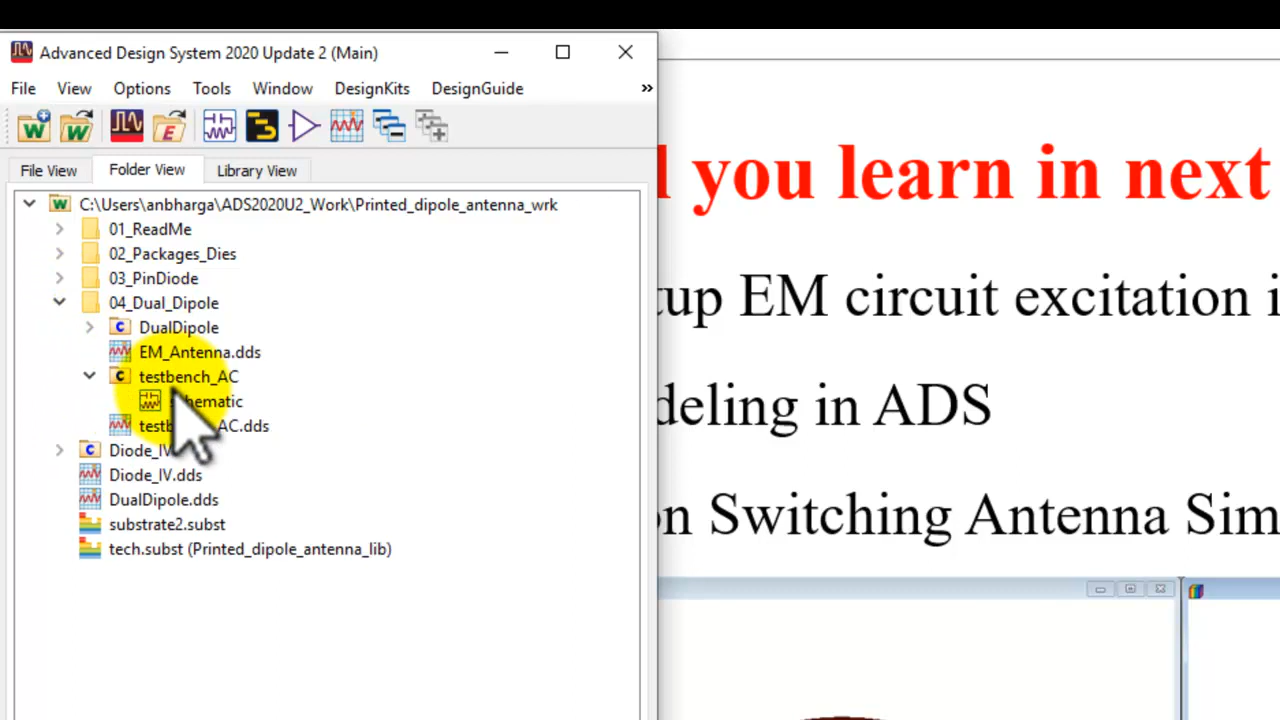 Advanced Design System 2020 Update 2 (Main)
File View Options Tools Window DesignKits DesignGuide »
File View Folder View Library View
C:\Users\anbharga\ADS2020U2_Work\Printed_dipole_antenna_wrk
01_ReadMe
02_Packages_Dies
03_PinDiode
04_Dual_Dipole
DualDipole
EM_Antenna.dds
testbench_AC
hematic
testb AC.dds
Diode_IV
Diode_IV.dds
DualDipole.dds
substrate2.subst
tech.subst (Printed_dipole_antenna_lib)
l you learn in next
tup EM circuit excitation i
deling in ADS
on Switching Antenna Sim